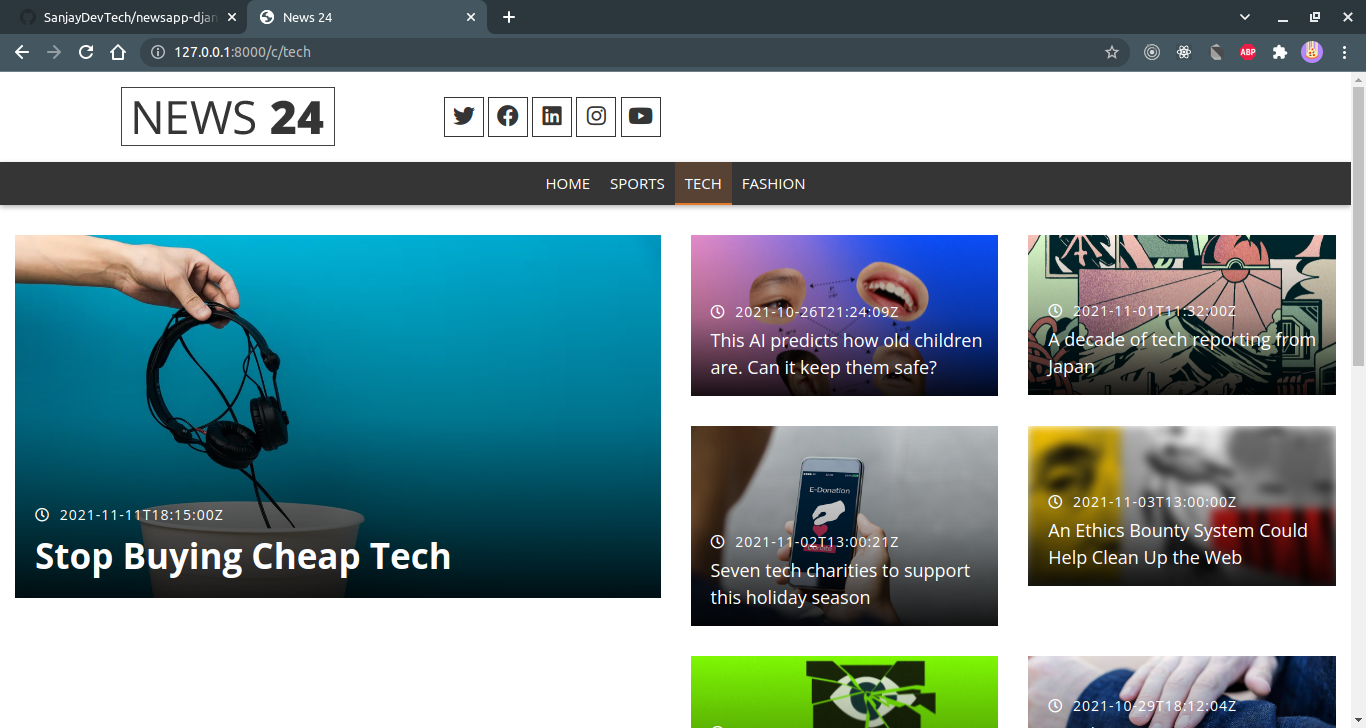 SanjayDevTech/newsapp-djan
News 24
127.0.0.1:8000/c/tech
ABP
NEWS 24
HOME
SPORTS
TECH
FASHION
2021-11-11T18:15:00Z
Stop Buying Cheap Tech
2021-10-26T21:24:09Z
This AI predicts how old children
are. Can it keep them safe?
2021-11-01T11:32:00Z
A decade of tech reporting from
Japan
E-Donation
2021-11-02T13:00:21Z
Seven tech charities to support
this holiday season
2021-11-03T13:00:00Z
An Ethics Bounty System Could
Help Clean Up the Web
2021-10-29T18:12:04Z